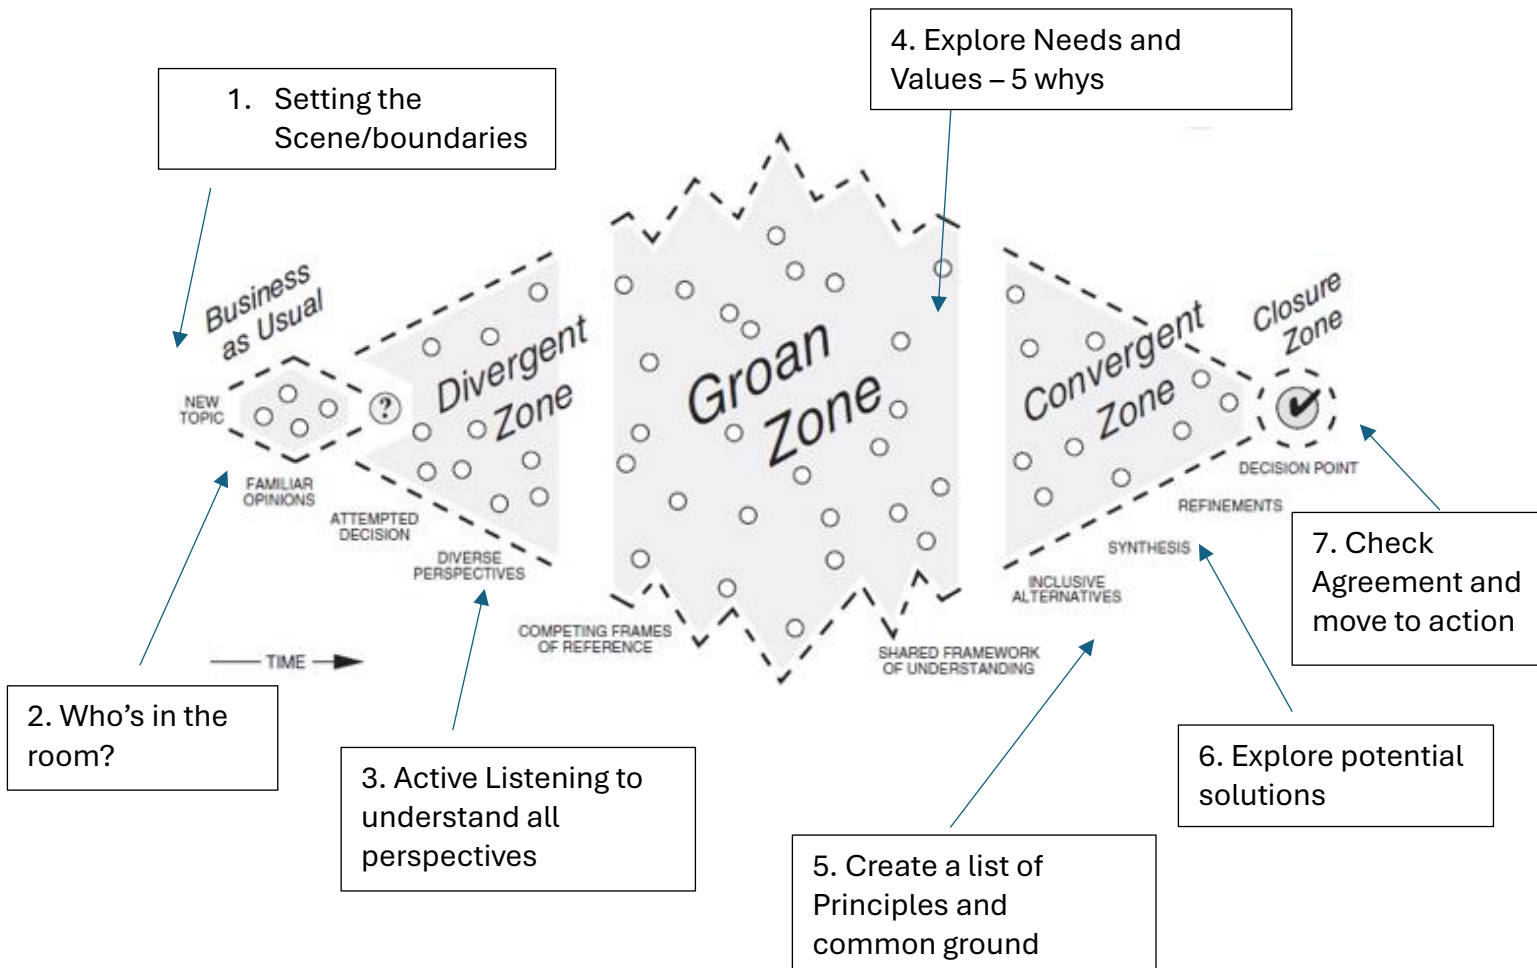 4. Explore Needs and
Values – 5 whys
1. Setting the
Scene/boundaries
Business
as Usual
NEW
TOPIC
?
FAMILIAR
OPINIONS
ATTEMPTED
DECISION
Divergent
Zone
DIVERSE
PERSPECTIVES
COMPETING FRAMES
OF REFERENCE
Groan
Zone
SHARED FRAMEWORK
OF UNDERSTANDING
Convergent
Zone
INCLUSIVE
ALTERNATIVES
SYNTHESIS
REFINEMENTS
Closure
Zone
DECISION POINT
TIME
2. Who’s in the
room?
3. Active Listening to
understand all
perspectives
5. Create a list of
Principles and
common ground
6. Explore potential
solutions
7. Check
Agreement and
move to action